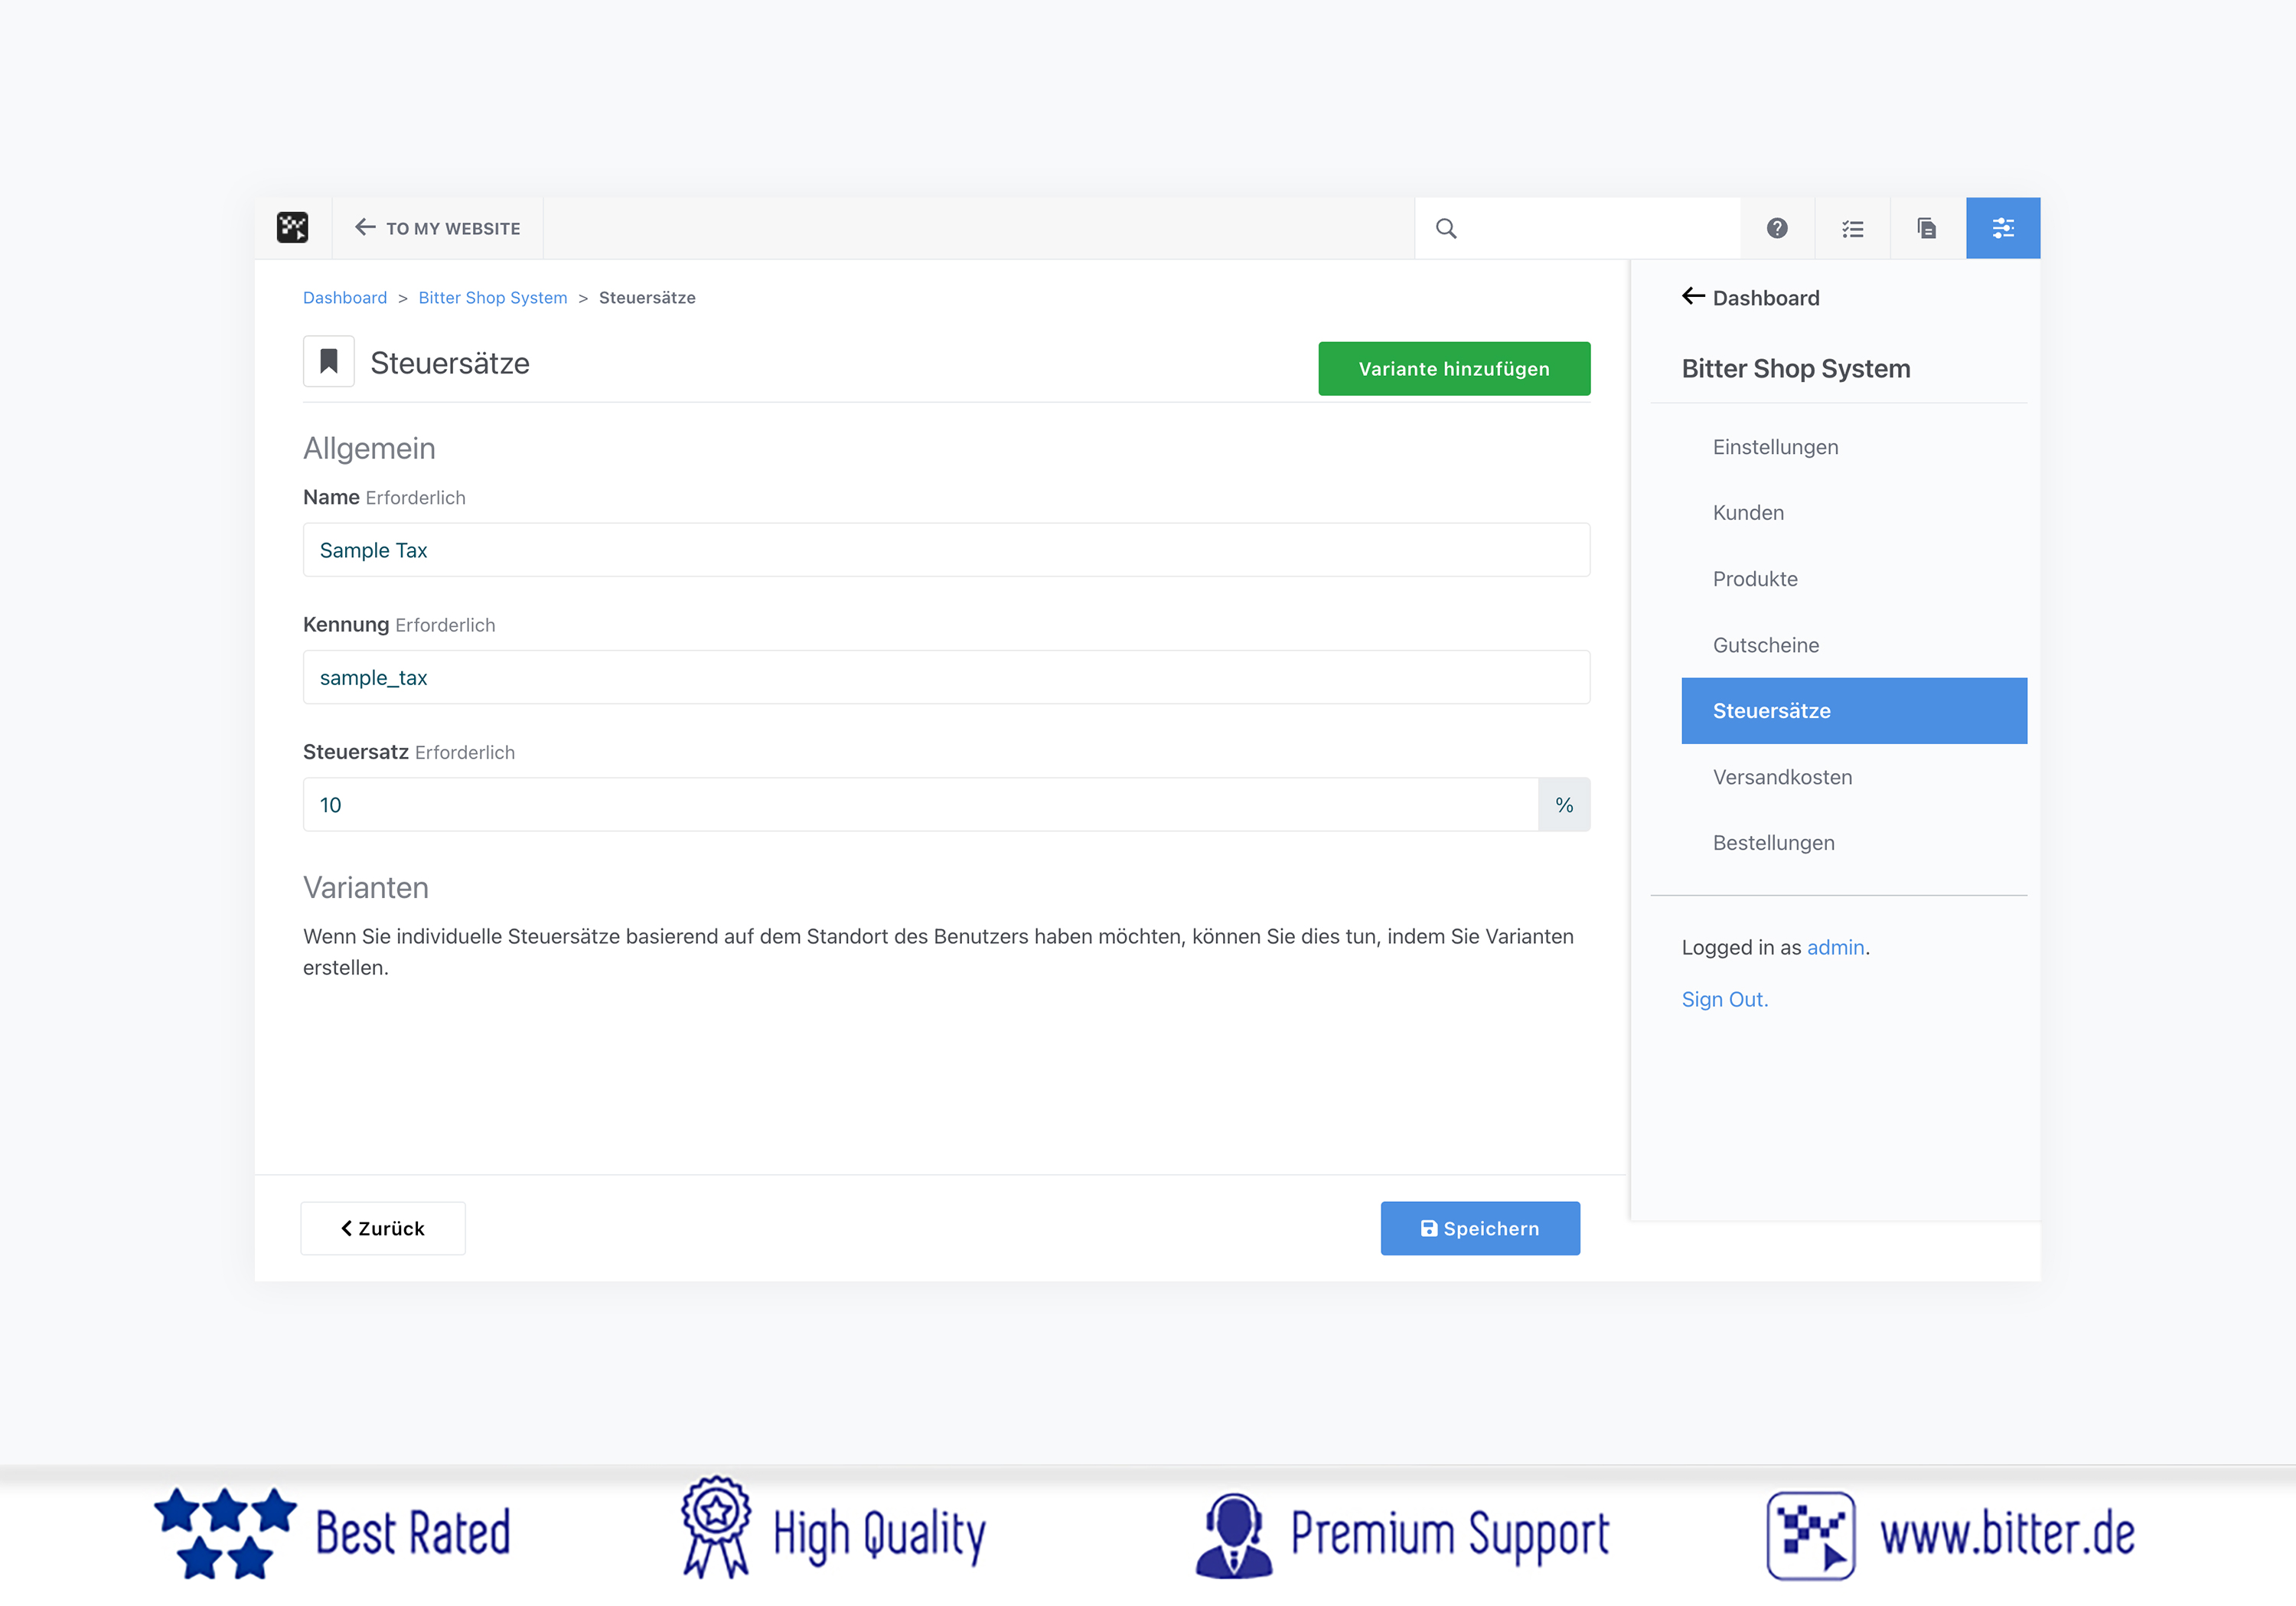 TO MY WEBSITE
Dashboard > Bitter Shop System > Steuersätze
Steuersätze
Variante hinzufügen
Allgemein
Name Erforderlich
Sample Tax
Kennung Erforderlich
sample_tax
Steuersatz Erforderlich
10 %
Varianten
Wenn Sie individuelle Steuersätze basierend auf dem Standort des Benutzers haben möchten, können Sie dies tun, indem Sie Varianten
erstellen.
Zurück
Speichern
Dashboard
Bitter Shop System
Einstellungen
Kunden
Produkte
Gutscheine
Steuersätze
Versandkosten
Bestellungen
Logged in as admin.
Sign Out.
Best Rated
High Quality
Premium Support
www.bitter.de